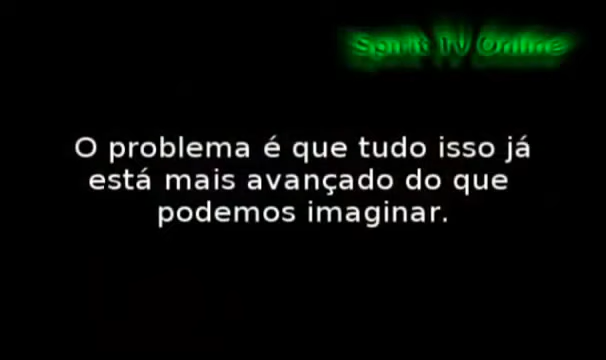 Spirit TV Online
O problema é que tudo isso já
está mais avançado do que
podemos imaginar.